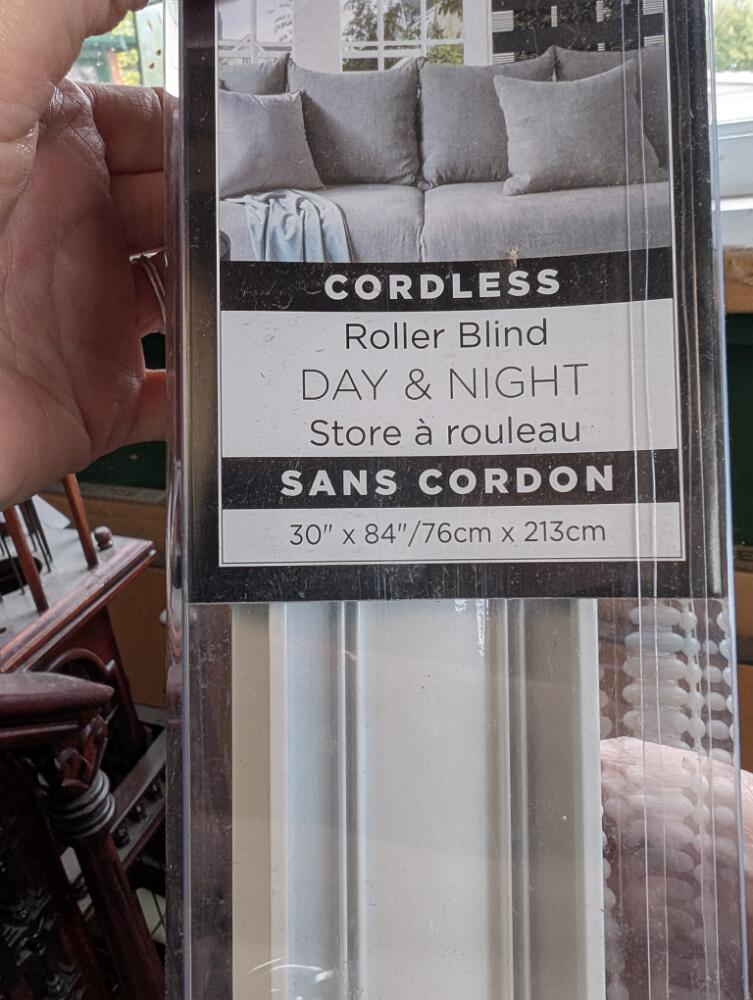 CORDLESS
Roller Blind
DAY & NIGHT
Store à rouleau
SANS CORDON
30" x 84"/76cm x 213cm